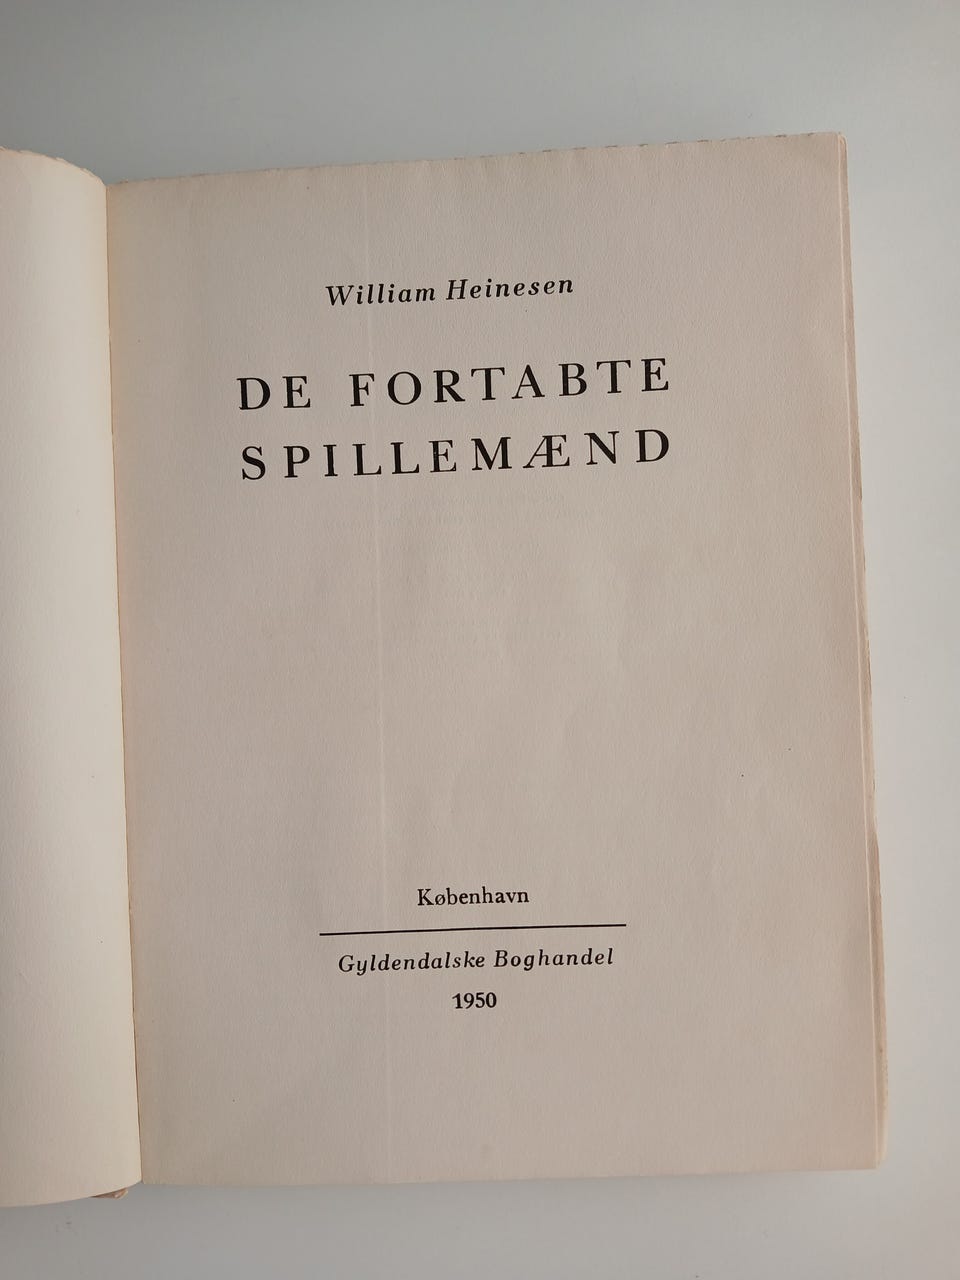 William Heinesen
DE FORTABTE
SPILLEMÆND
København
Gyldendalske Boghandel
1950